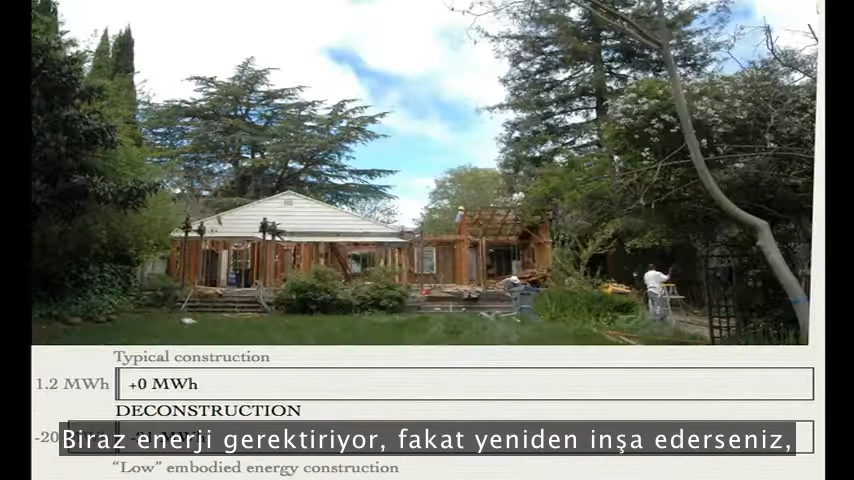 Typical construction
1.2 MWh
+0 MWh
DECONSTRUCTION
-20
Biraz enerji gerektiriyor, fakat yeniden inşa ederseniz,
“Low” embodied energy construction